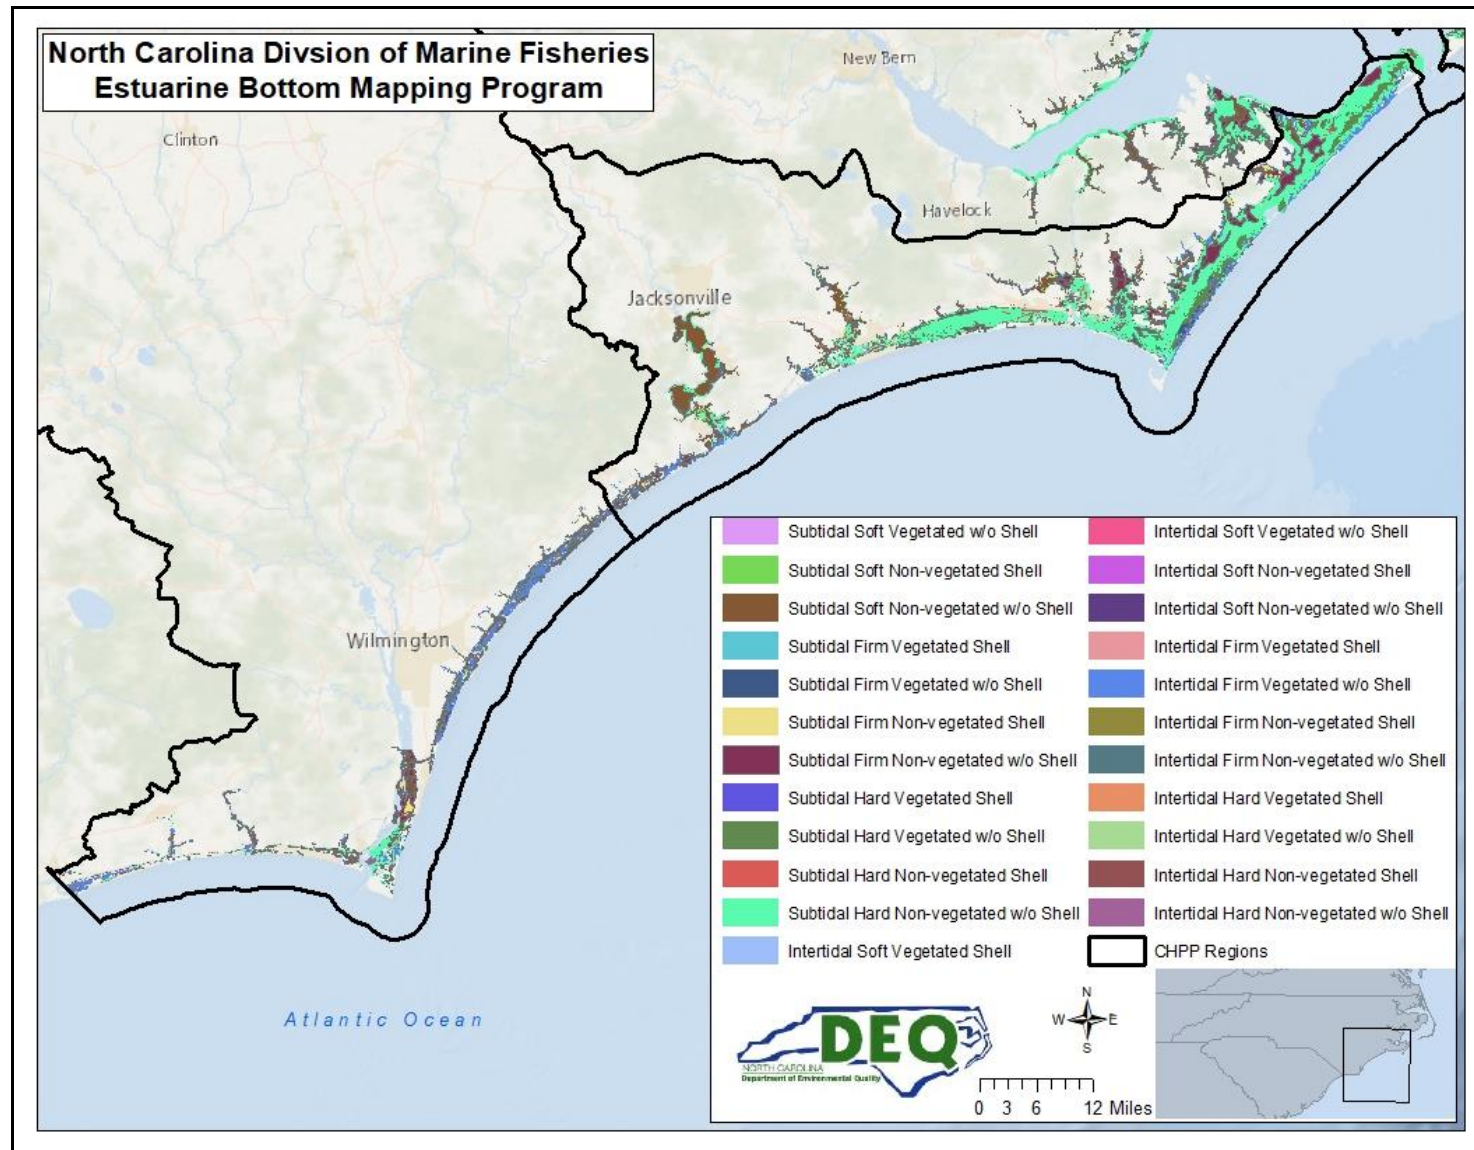 North Carolina Divsion of Marine Fisheries
Estuarine Bottom Mapping Program
New Bern
Clinton
Havelock
Jacksonville
Wilmington
Atlantic Ocean
Subtidal Soft Vegetated w/o Shell
Subtidal Soft Non-vegetated Shell
Subtidal Soft Non-vegetated w/o Shell
Subtidal Firm Vegetated Shell
Subtidal Firm Vegetated w/o Shell
Subtidal Firm Non-vegetated Shell
Subtidal Firm Non-vegetated w/o Shell
Subtidal Hard Vegetated Shell
Subtidal Hard Vegetated w/o Shell
Subtidal Hard Non-vegetated Shell
Subtidal Hard Non-vegetated w/o Shell
Intertidal Soft Vegetated Shell
Intertidal Soft Vegetated w/o Shell
Intertidal Soft Non-vegetated Shell
Intertidal Soft Non-vegetated w/o Shell
Intertidal Firm Vegetated Shell
Intertidal Firm Vegetated w/o Shell
Intertidal Firm Non-vegetated Shell
Intertidal Firm Non-vegetated w/o Shell
Intertidal Hard Vegetated Shell
Intertidal Hard Vegetated w/o Shell
Intertidal Hard Non-vegetated Shell
Intertidal Hard Non-vegetated w/o Shell
CHPP Regions
DEQ
NORTH CAROLINA
Department of Environmental Quality
N
W E
S
0 3 6 12 Miles